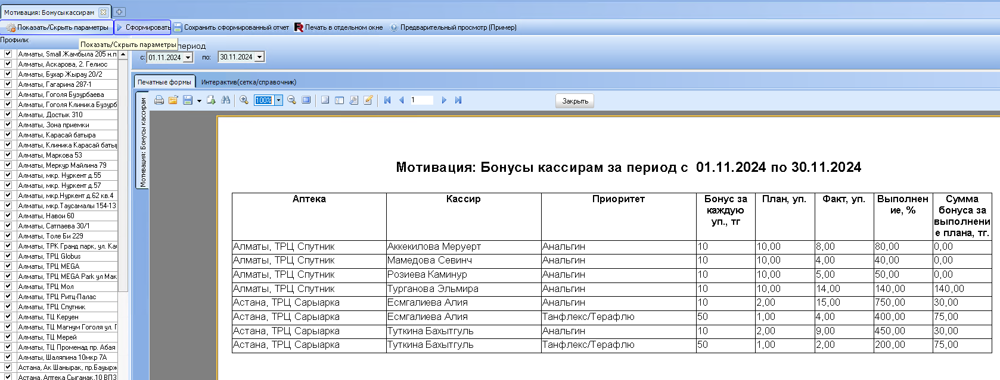 Мотивация: Бонусы кассирам
Показать/Скрыть параметры
Сформировать
Сохранить сформированный отчет
Печать в отдельном окне
Предварительный просмотр (Пример)
Профили:
Показать/Скрыть параметры
период
с: 01.11.2024 по: 30.11.2024
Алматы, Small Жамбыла 205 н.п
Алматы, Аскарова, 2. Гелиос
Алматы, Бухар Жырау 20/2
Алматы, Гагарина 287-1
Алматы, Гоголя Бузурбаева
Алматы, Гоголя Клиника Бузурб
Алматы, Достык 310
Алматы, Зона приемки
Алматы, Карасай батыра
Алматы, Клиника Карасай баты
Алматы, Маркова 53
Алматы, Меркур Майлина 79
Алматы, мкр. Нуркент д.55
Алматы, мкр. Нуркент д.57
Алматы, мкр.Нуркент д.62 кв.4
Алматы, мкр.Таусамалы 154-13
Алматы, Навои 60
Алматы, Сатпаева 30/1
Алматы, Толе Би 229
Алматы, ТРК Гранд парк, ул. Ка
Алматы, ТРЦ Globus
Алматы, ТРЦ MEGA
Алматы, ТРЦ MEGA Park ул Мак
Алматы, ТРЦ Мол
Алматы, ТРЦ Ритц-Палас
Алматы, ТРЦ Спутник
Алматы, ТЦ Керуен
Алматы, ТЦ Магнум Гоголя ул. Г
Алматы, ТЦ Мерей
Алматы, ТЦ Променад пр. Абая
Алматы, Шаляпина 10мкр 7А
Астана, Ак Шанырак, пр.Бауырж
Астана, Аптека Сыганак,10 ВП3
Печатные формы
Интерактив(сетка/справочник)
Мотивация: Бонусы кассирам
100%
1
Закрыть
Мотивация: Бонусы кассирам за период с 01.11.2024 по 30.11.2024
Аптека Кассир Приоритет Бонус за каждую уп., тг План, уп. Факт, уп. Выполнение, % Сумма бонуса за выполнение плана, тг.
Алматы, ТРЦ Спутник Аккекилова Меруерт Анальгин 10 10,00 8,00 80,00 0,00
Алматы, ТРЦ Спутник Мамедова Севинч Анальгин 10 10,00 4,00 40,00 0,00
Алматы, ТРЦ Спутник Розиева Каминур Анальгин 10 10,00 5,00 50,00 0,00
Алматы, ТРЦ Спутник Турганова Эльмира Анальгин 10 10,00 14,00 140,00 140,00
Астана, ТРЦ Сарыарка Есмгалиева Алия Анальгин 10 2,00 15,00 750,00 30,00
Астана, ТРЦ Сарыарка Есмгалиева Алия Танфлекс/Терафлю 50 1,00 4,00 400,00 75,00
Астана, ТРЦ Сарыарка Туткина Бахытгуль Анальгин 10 2,00 9,00 450,00 30,00
Астана, ТРЦ Сарыарка Туткина Бахытгуль Танфлекс/Терафлю 50 1,00 2,00 200,00 75,00